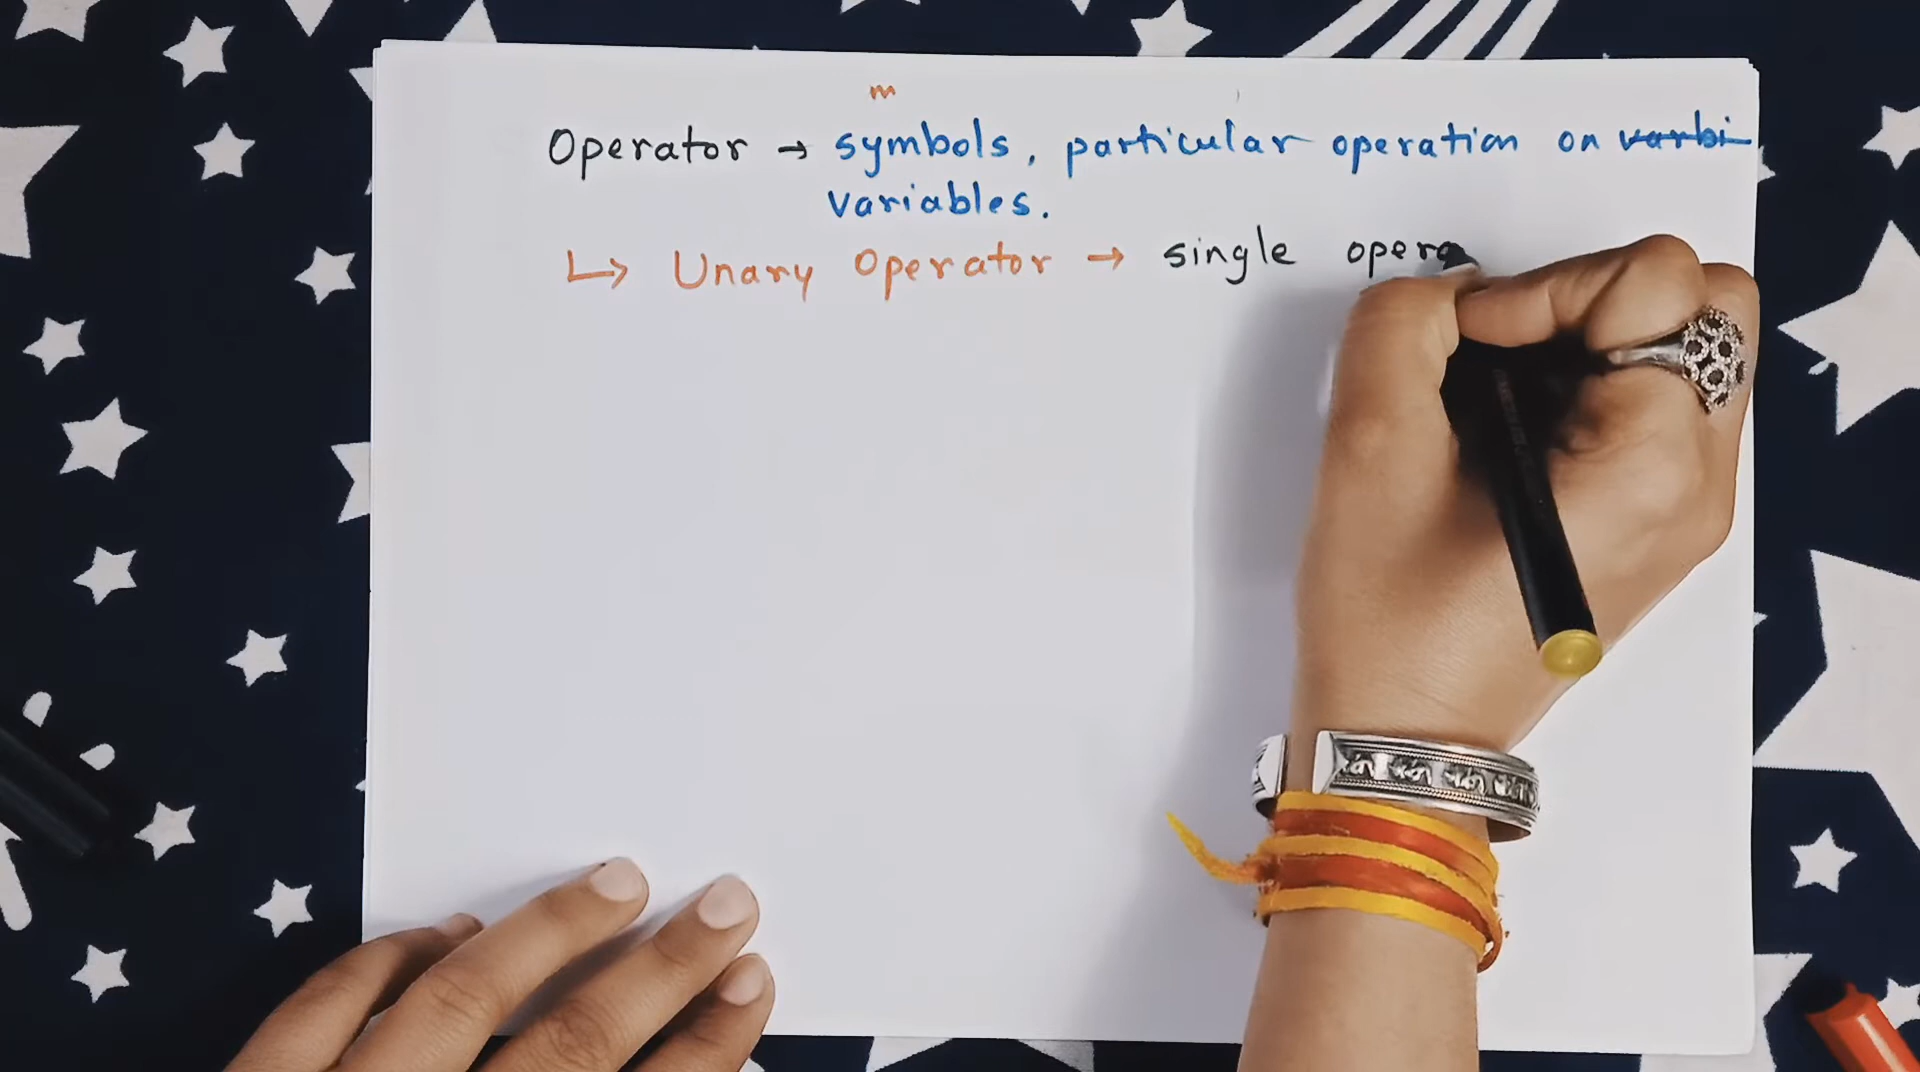 m
Operator → symbols, particular operation on varbi
variables.
↳ Unary Operator → single opera